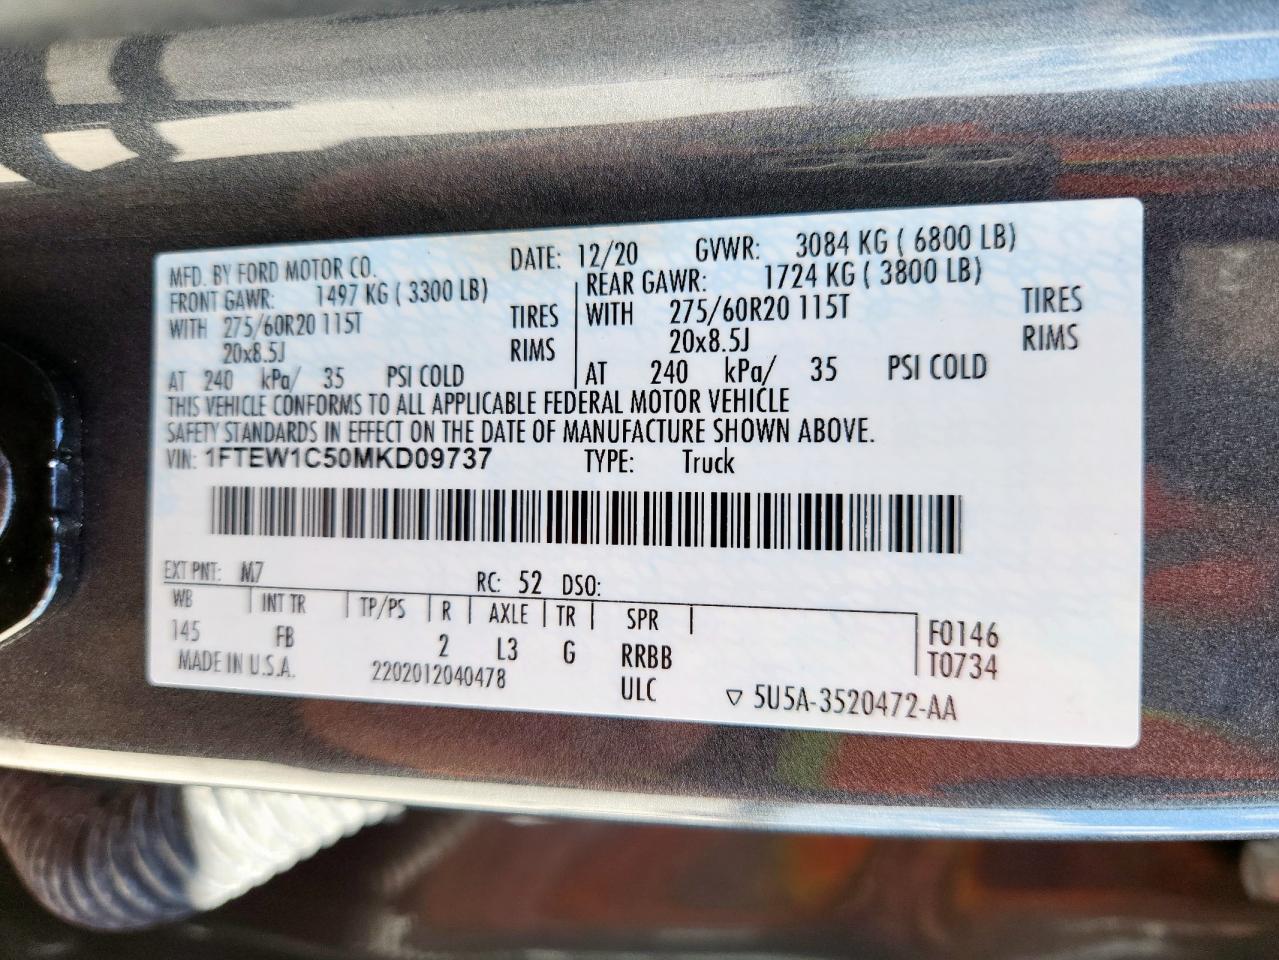 MFD. BY FORD MOTOR CO. DATE: 12/20 GVWR: 3084 KG ( 6800 LB)
FRONT GAWR: 1497 KG ( 3300 LB) REAR GAWR: 1724 KG ( 3800 LB)
WITH 275/60R20 115T TIRES WITH 275/60R20 115T TIRES
20x8.5J RIMS 20x8.5J RIMS
AT 240 kPa/ 35 PSI COLD AT 240 kPa/ 35 PSI COLD
THIS VEHICLE CONFORMS TO ALL APPLICABLE FEDERAL MOTOR VEHICLE
SAFETY STANDARDS IN EFFECT ON THE DATE OF MANUFACTURE SHOWN ABOVE.
VIN: 1FTEW1C50MKD09737 TYPE: Truck
EXT PNT: M7 RC: 52 DSO:
WB INT TR TP/PS R AXLE TR SPR F0146
145 FB 2 L3 G RRBB T0734
MADE IN U.S.A. 2202012040478 ULC ▽ 5U5A-3520472-AA